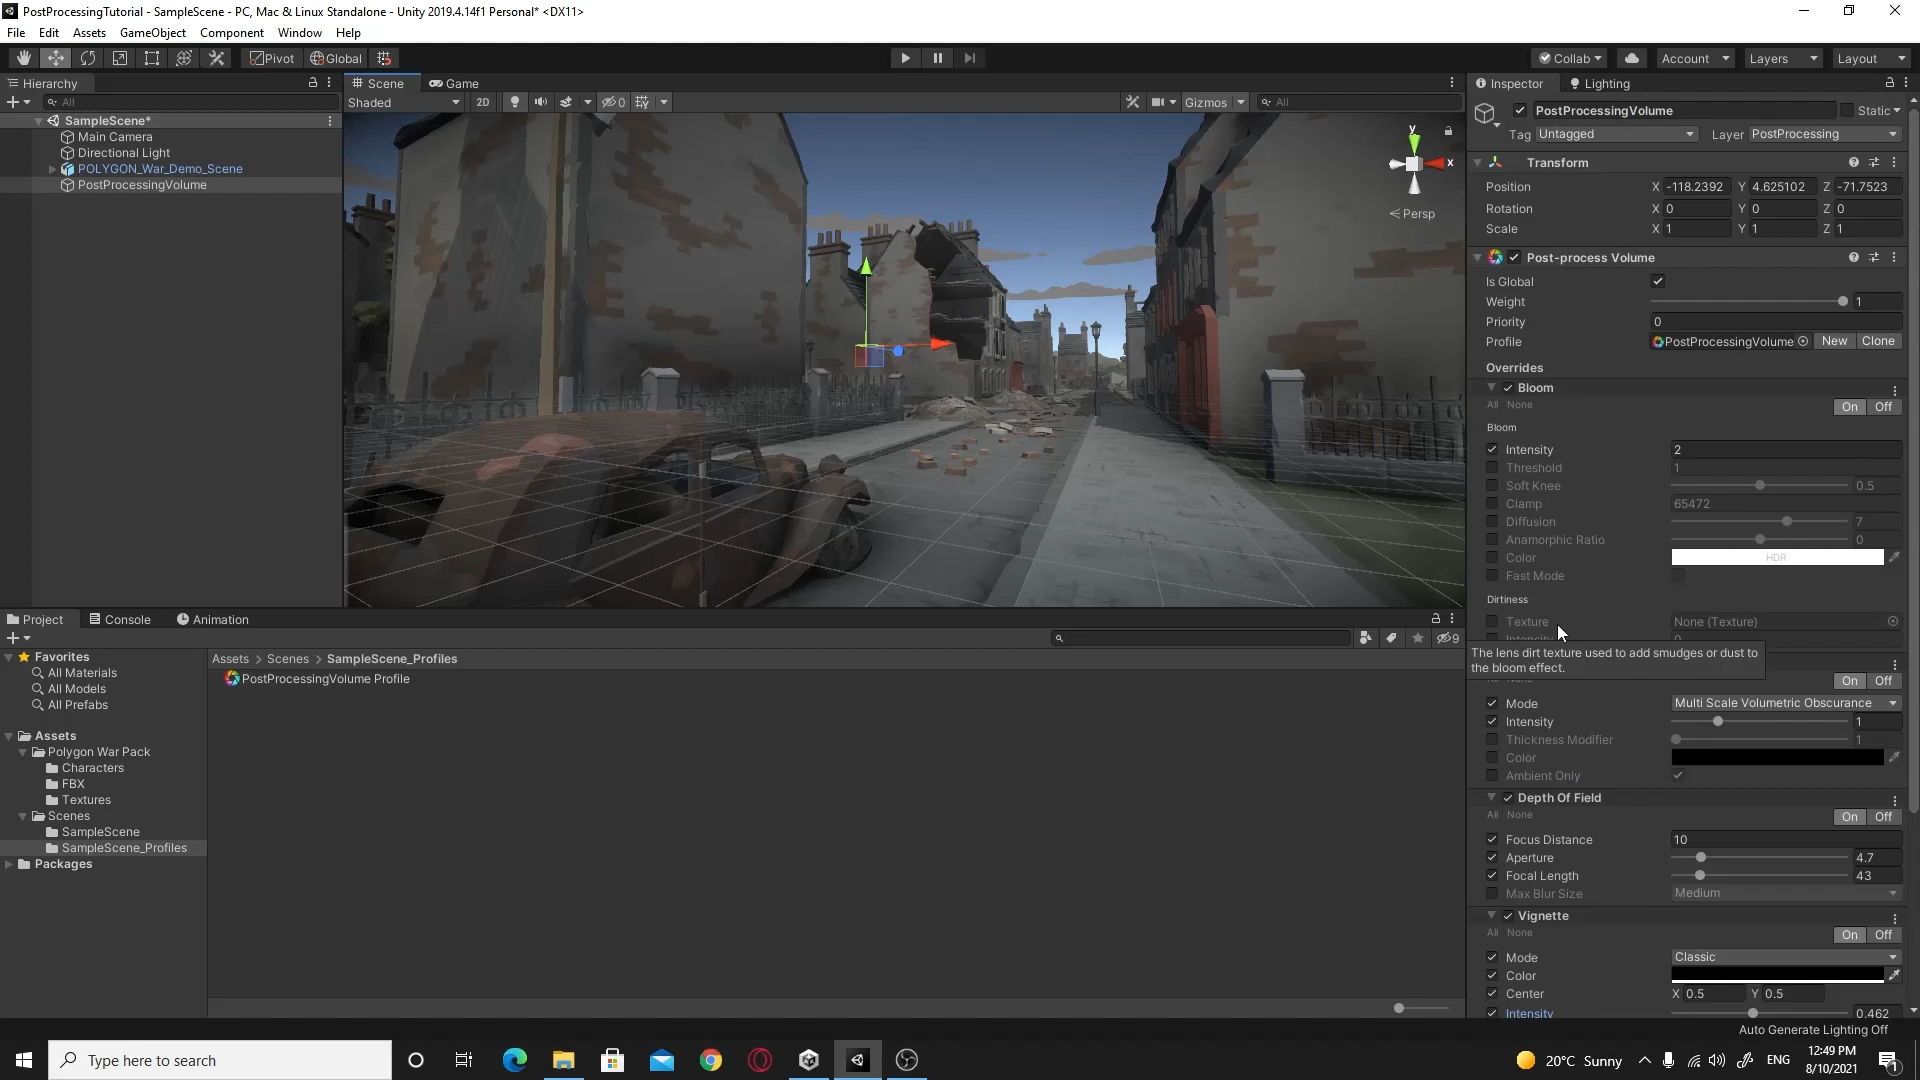 PostProcessingTutorial - SampleScene - PC, Mac & Linux Standalone - Unity 2019.4.14f1 Personal* <DX11>
File Edit Assets GameObject Component Window Help
Pivot Global Collab Account Layers Layout
Hierarchy
All
SampleScene*
Main Camera
Directional Light
POLYGON_War_Demo_Scene
PostProcessingVolume
Scene Game
Shaded 2D 0 Gizmos All
y
x
Persp
Inspector Lighting
PostProcessingVolume Static
Tag Untagged Layer PostProcessing
Transform
Position X -118.2392 Y 4.625102 Z -71.7523
Rotation X 0 Y 0 Z 0
Scale X 1 Y 1 Z 1
Post-process Volume
Is Global
Weight 1
Priority 0
Profile PostProcessingVolume New Clone
Overrides
Bloom
All None On Off
Bloom
Intensity 2
Threshold 1
Soft Knee 0.5
Clamp 65472
Diffusion 7
Anamorphic Ratio 0
Color HDR
Fast Mode
Dirtiness
Texture None (Texture)
Intensity 0
The lens dirt texture used to add smudges or dust to
the bloom effect.
All None On Off
Mode Multi Scale Volumetric Obscurance
Intensity 1
Thickness Modifier 1
Color
Ambient Only
Depth Of Field
All None On Off
Focus Distance 10
Aperture 4.7
Focal Length 43
Max Blur Size Medium
Vignette
All None On Off
Mode Classic
Color
Center X 0.5 Y 0.5
Intensity 0.462
Auto Generate Lighting Off
Project Console Animation
9
Favorites
All Materials
All Models
All Prefabs
Assets
Polygon War Pack
Characters
FBX
Textures
Scenes
SampleScene
SampleScene_Profiles
Packages
Assets > Scenes > SampleScene_Profiles
PostProcessingVolume Profile
Type here to search
20°C Sunny
ENG
12:49 PM
8/10/2021
1